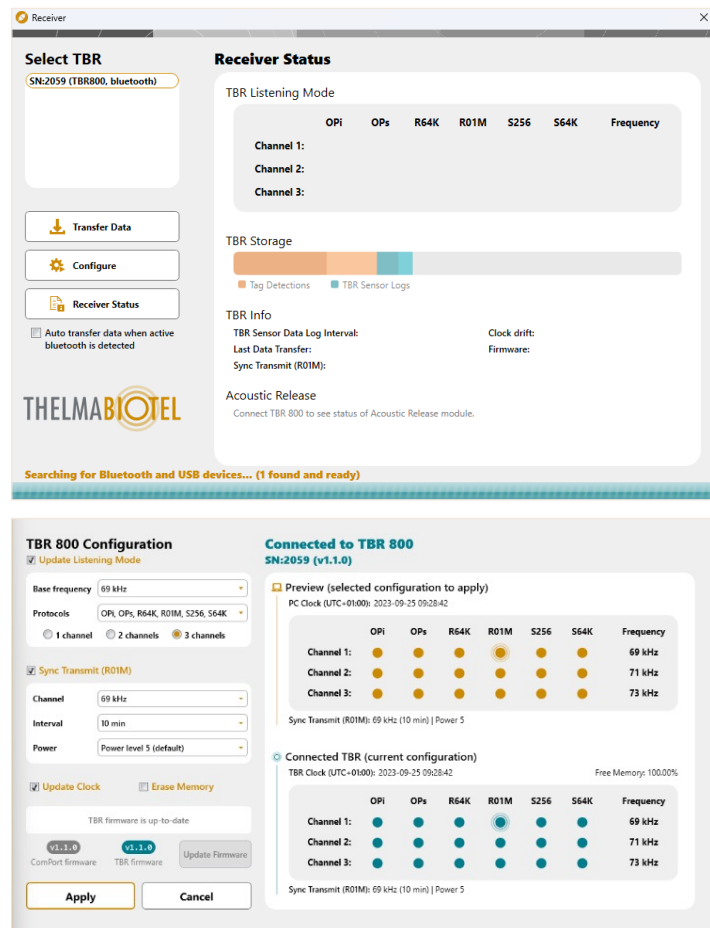 Receiver
Select TBR
SN:2059 (TBR800, bluetooth)
Transfer Data
Configure
Receiver Status
Auto transfer data when active
bluetooth is detected
THELMABIOTEL
Receiver Status
TBR Listening Mode
OPi OPs R64K R01M S256 S64K Frequency
Channel 1:
Channel 2:
Channel 3:
TBR Storage
Tag Detections TBR Sensor Logs
TBR Info
TBR Sensor Data Log Interval: Clock drift:
Last Data Transfer: Firmware:
Sync Transmit (R01M):
Acoustic Release
Connect TBR 800 to see status of Acoustic Release module.
Searching for Bluetooth and USB devices... (1 found and ready)
TBR 800 Configuration
Update Listening Mode
Base frequency 69 kHz
Protocols OPi, OPs, R64K, R01M, S256, S64K
1 channel 2 channels 3 channels
Sync Transmit (R01M)
Channel 69 kHz
Interval 10 min
Power Power level 5 (default)
Update Clock Erase Memory
TBR firmware is up-to-date
v1.1.0 v1.1.0
ComPort firmware TBR firmware Update Firmware
Apply Cancel
Connected to TBR 800
SN:2059 (v1.1.0)
Preview (selected configuration to apply)
PC Clock (UTC+01:00): 2023-09-25 09:28:42
OPi OPs R64K R01M S256 S64K Frequency
Channel 1: 69 kHz
Channel 2: 71 kHz
Channel 3: 73 kHz
Sync Transmit (R01M): 69 kHz (10 min) | Power 5
Connected TBR (current configuration)
TBR Clock (UTC+01:00): 2023-09-25 09:28:42 Free Memory: 100.00%
OPi OPs R64K R01M S256 S64K Frequency
Channel 1: 69 kHz
Channel 2: 71 kHz
Channel 3: 73 kHz
Sync Transmit (R01M): 69 kHz (10 min) | Power 5